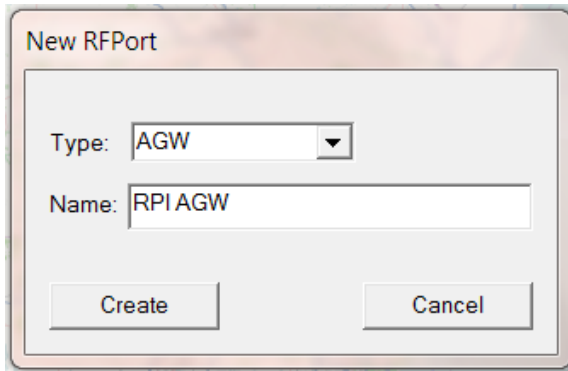 New RFPort
Type: AGW
Name: RPI AGW
Create Cancel